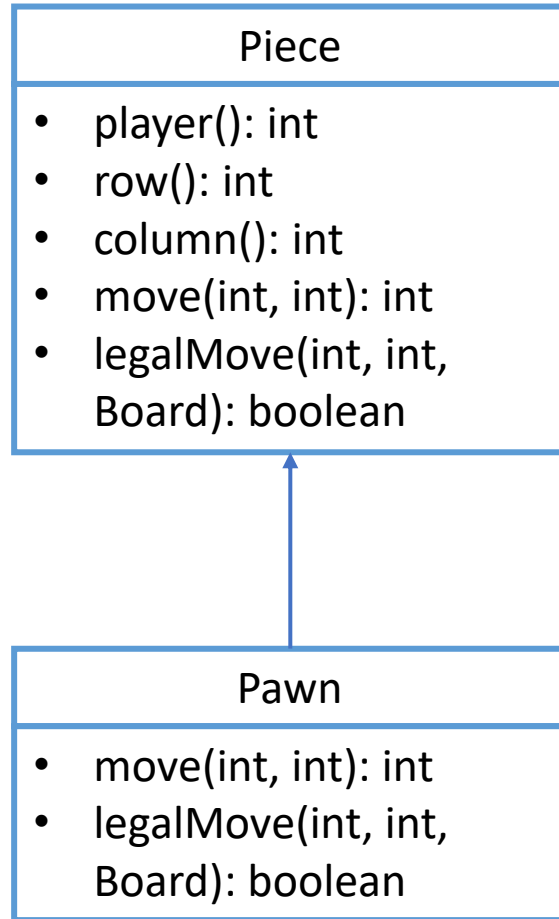 Piece
• player(): int
• row(): int
• column(): int
• move(int, int): int
• legalMove(int, int,
Board): boolean
Pawn
• move(int, int): int
• legalMove(int, int,
Board): boolean